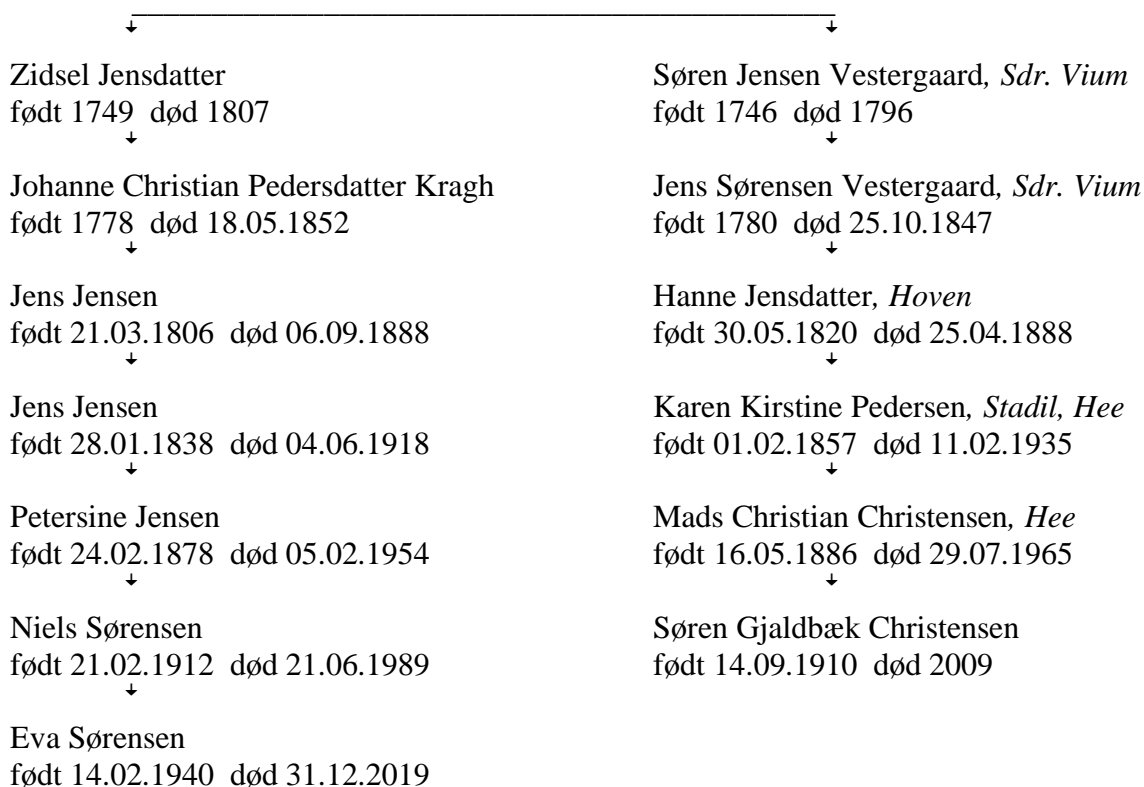 Zidsel Jensdatter
født 1749 død 1807
Johanne Christian Pedersdatter Kragh
født 1778 død 18.05.1852
Jens Jensen
født 21.03.1806 død 06.09.1888
Jens Jensen
født 28.01.1838 død 04.06.1918
Petersine Jensen
født 24.02.1878 død 05.02.1954
Niels Sørensen
født 21.02.1912 død 21.06.1989
Eva Sørensen
født 14.02.1940 død 31.12.2019
Søren Jensen Vestergaard, Sdr. Vium
født 1746 død 1796
Jens Sørensen Vestergaard, Sdr. Vium
født 1780 død 25.10.1847
Hanne Jensdatter, Hoven
født 30.05.1820 død 25.04.1888
Karen Kirstine Pedersen, Stadil, Hee
født 01.02.1857 død 11.02.1935
Mads Christian Christensen, Hee
født 16.05.1886 død 29.07.1965
Søren Gjaldbæk Christensen
født 14.09.1910 død 2009